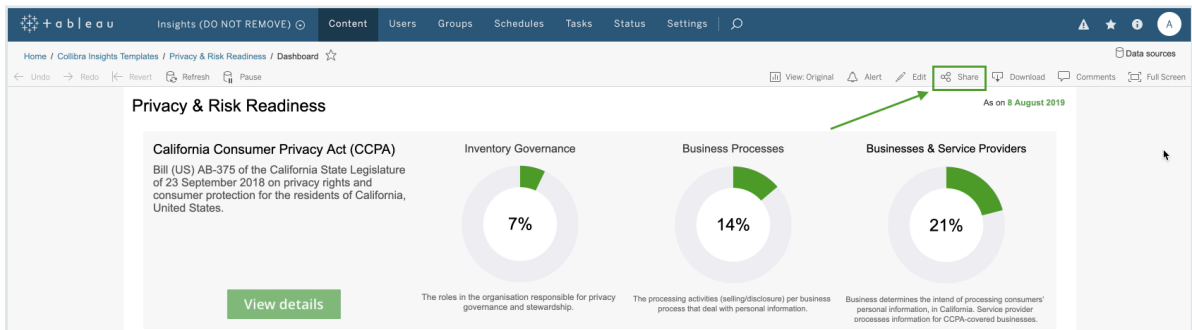 +ableau Insights (DO NOT REMOVE) Content Users Groups Schedules Tasks Status Settings A
Home / Collibra Insights Templates / Privacy & Risk Readiness / Dashboard
Data sources
Undo Redo Revert Refresh Pause View: Original Alert Edit Share Download Comments Full Screen
Privacy & Risk Readiness
As on 8 August 2019
California Consumer Privacy Act (CCPA)
Bill (US) AB-375 of the California State Legislature
of 23 September 2018 on privacy rights and
consumer protection for the residents of California,
United States.
View details
Inventory Governance
7%
The roles in the organisation responsible for privacy
governance and stewardship.
Business Processes
14%
The processing activities (selling/disclosure) per business
process that deal with personal information.
Businesses & Service Providers
21%
Business determines the intend of processing consumers'
personal information, in California. Service provider
processes information for CCPA-covered businesses.